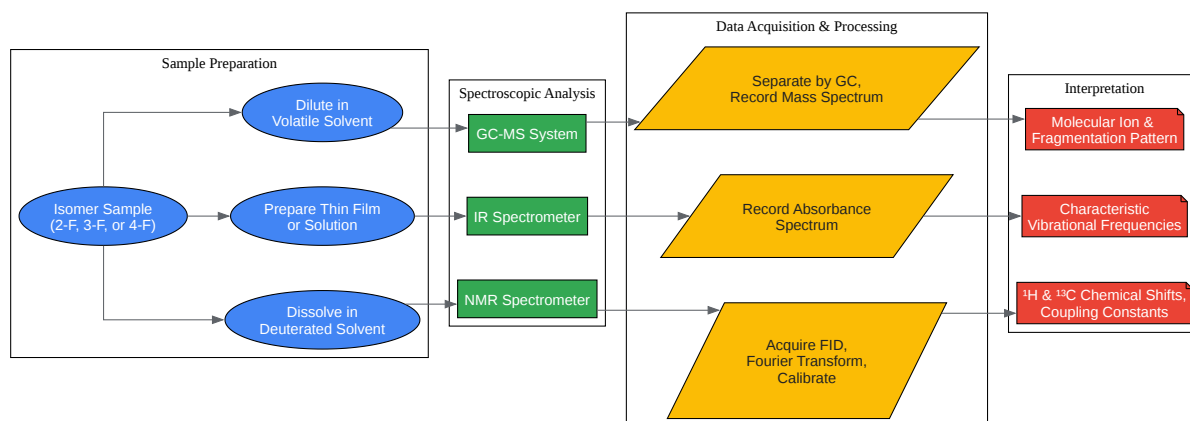 Sample Preparation
Isomer Sample
(2-F, 3-F, or 4-F)
Dilute in
Volatile Solvent
Prepare Thin Film
or Solution
Dissolve in
Deuterated Solvent
Spectroscopic Analysis
GC-MS System
IR Spectrometer
NMR Spectrometer
Data Acquisition & Processing
Separate by GC,
Record Mass Spectrum
Record Absorbance
Spectrum
Acquire FID,
Fourier Transform,
Calibrate
Interpretation
Molecular Ion &
Fragmentation Pattern
Characteristic
Vibrational Frequencies
¹H & ¹³C Chemical Shifts,
Coupling Constants